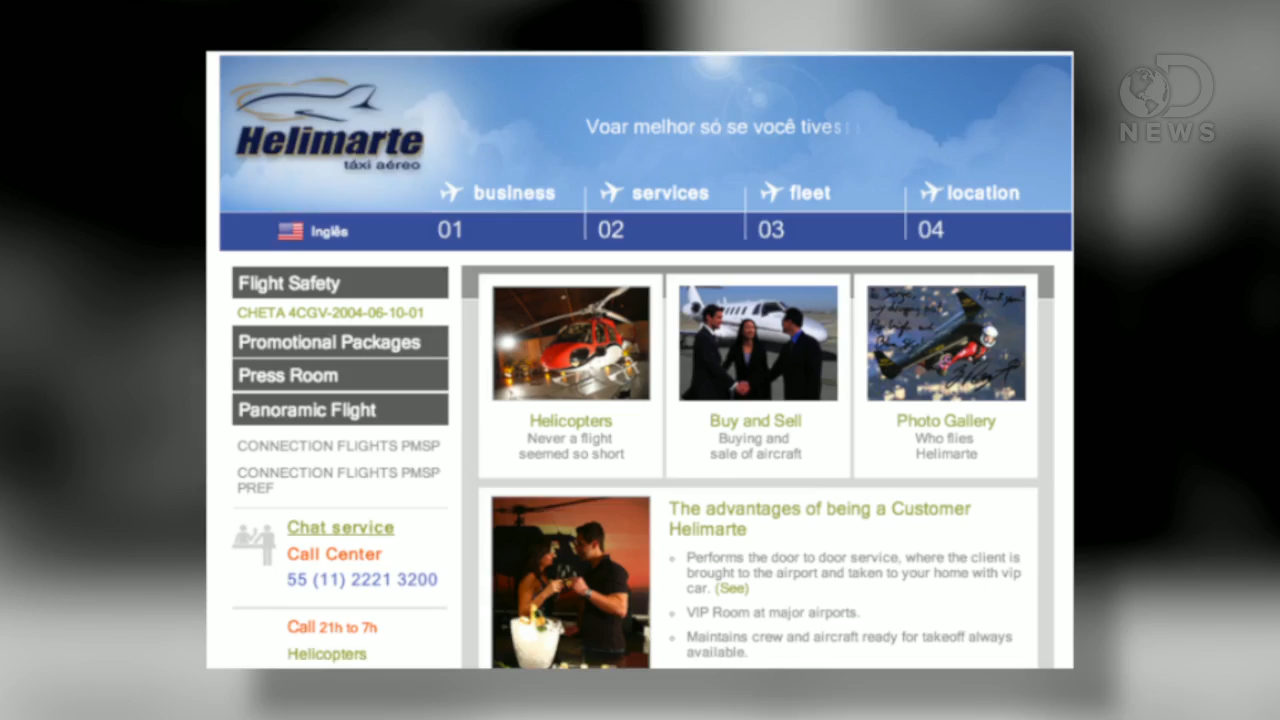 NEWS
Helimarte
táxi aéreo
Voar melhor só se você tives
business
services
fleet
location
Inglês
01
02
03
04
Flight Safety
CHETA 4CGV-2004-06-10-01
Promotional Packages
Press Room
Panoramic Flight
CONNECTION FLIGHTS PMSP
CONNECTION FLIGHTS PMSP
PREF
Chat service
Call Center
55 (11) 2221 3200
Call 21h to 7h
Helicopters
Helicopters
Never a flight
seemed so short
Buy and Sell
Buying and
sale of aircraft
Thank you
Photo Gallery
Who flies
Helimarte
The advantages of being a Customer
Helimarte
Performs the door to door service, where the client is
brought to the airport and taken to your home with vip
car. (See)
VIP Room at major airports.
Maintains crew and aircraft ready for takeoff always
available.